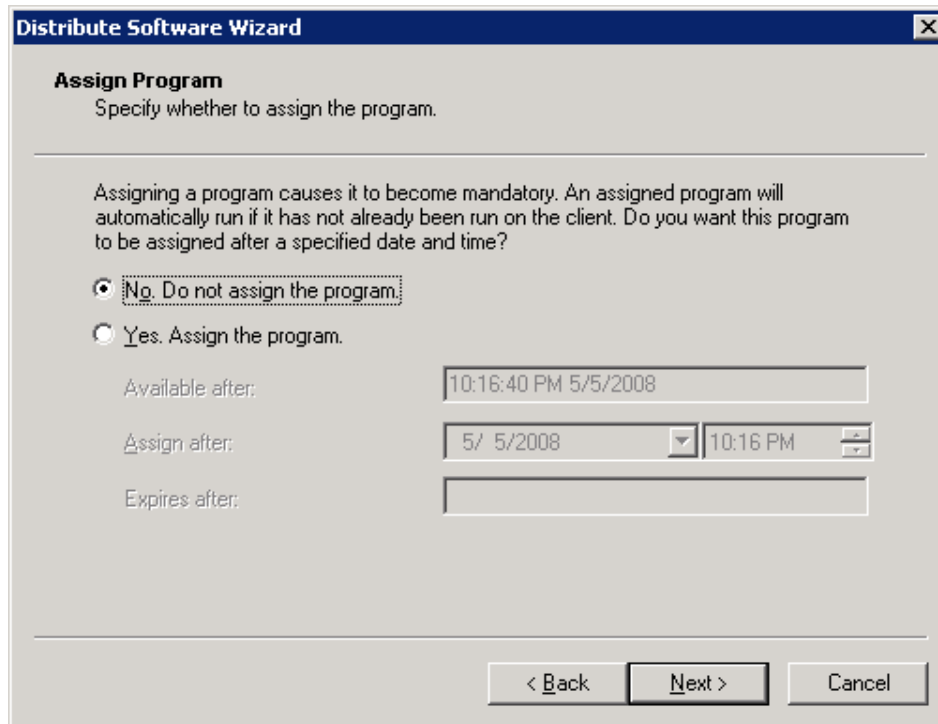 Distribute Software Wizard
Assign Program
Specify whether to assign the program.
Assigning a program causes it to become mandatory. An assigned program will
automatically run if it has not already been run on the client. Do you want this program
to be assigned after a specified date and time?
No. Do not assign the program.
Yes. Assign the program.
Available after: 10:16:40 PM 5/5/2008
Assign after: 5/ 5/2008 10:16 PM
Expires after:
< Back Next > Cancel